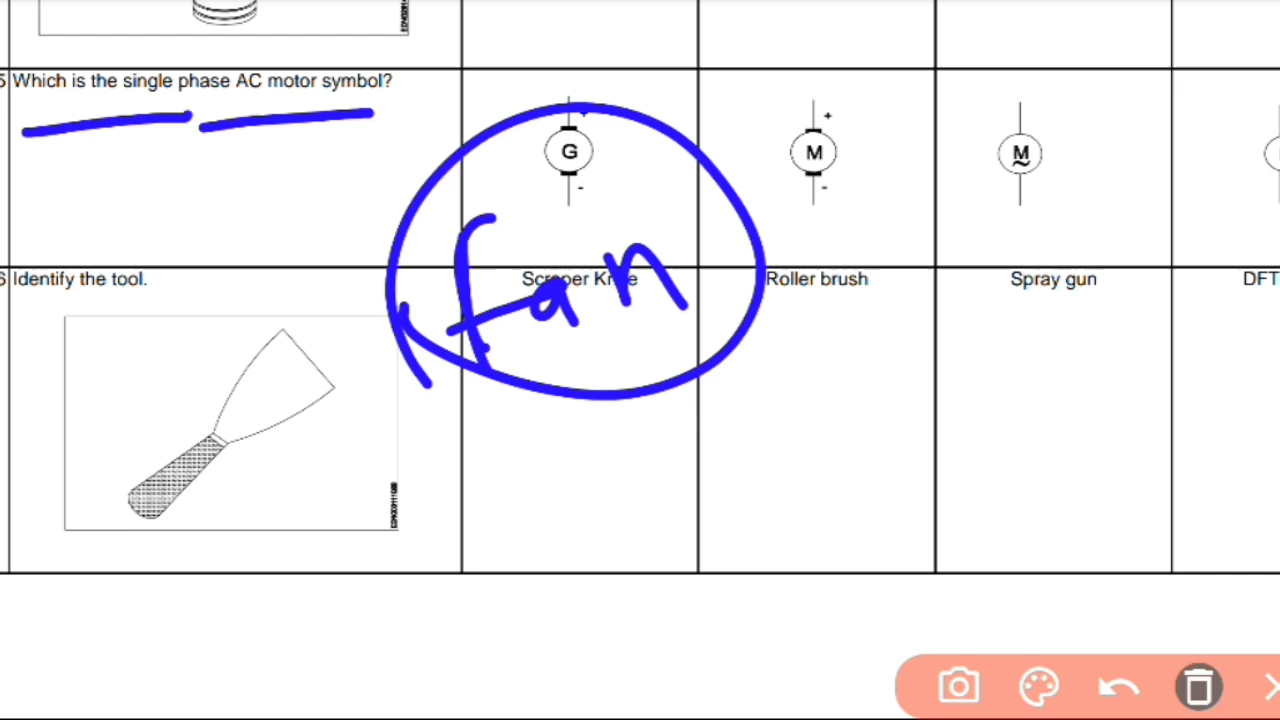 5 Which is the single phase AC motor symbol?
+ G -
+ M -
M
~
fan
6 Identify the tool.
Scraper Knife
Roller brush
Spray gun
DFT